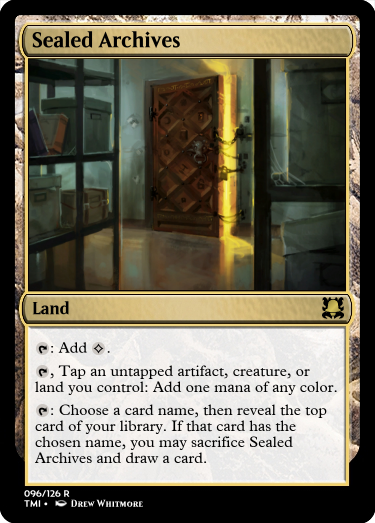 Sealed Archives
Land
: Add .
, Tap an untapped artifact, creature, or
land you control: Add one mana of any color.
: Choose a card name, then reveal the top
card of your library. If that card has the
chosen name, you may sacrifice Sealed
Archives and draw a card.
096/126 R
TMI • Drew Whitmore